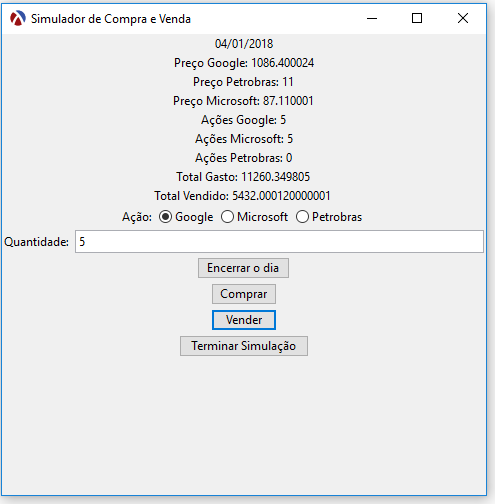 Simulador de Compra e Venda
04/01/2018
Preço Google: 1086.400024
Preço Petrobras: 11
Preço Microsoft: 87.110001
Ações Google: 5
Ações Microsoft: 5
Ações Petrobras: 0
Total Gasto: 11260.349805
Total Vendido: 5432.000120000001
Ação: Google Microsoft Petrobras
Quantidade: 5
Encerrar o dia
Comprar
Vender
Terminar Simulação